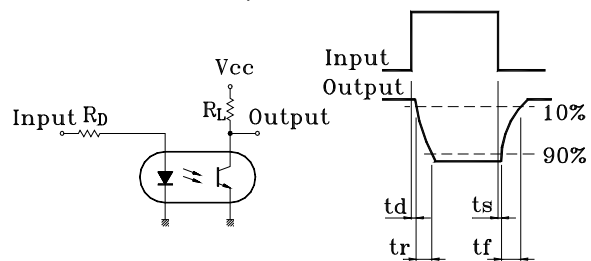 Vcc
Input RD RL Output
Input
Output
10%
90%
td ts
tr tf